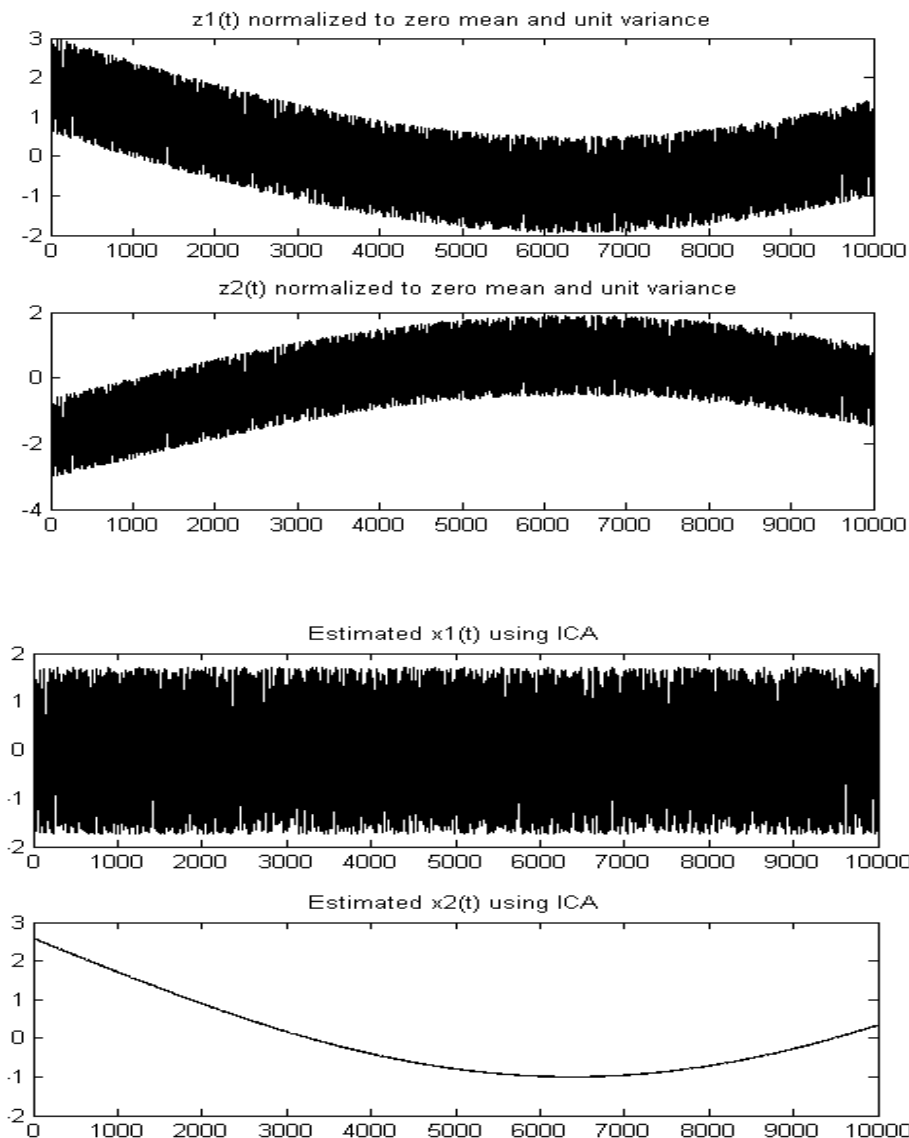 z1(t) normalized to zero mean and unit variance
3
2
1
0
-1
-2
0 1000 2000 3000 4000 5000 6000 7000 8000 9000 10000
z2(t) normalized to zero mean and unit variance
2
0
-2
-4
0 1000 2000 3000 4000 5000 6000 7000 8000 9000 10000
Estimated x1(t) using ICA
2
1
0
-1
-2
0 1000 2000 3000 4000 5000 6000 7000 8000 9000 10000
Estimated x2(t) using ICA
3
2
1
0
-1
-2
0 1000 2000 3000 4000 5000 6000 7000 8000 9000 10000